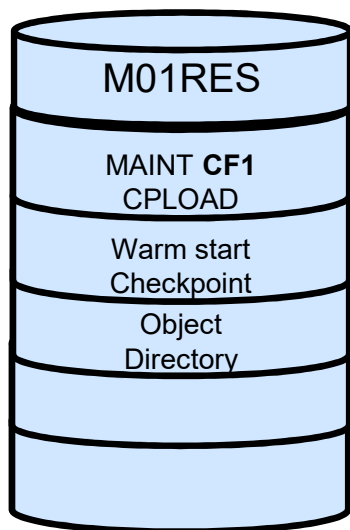 M01RES
MAINT CF1
CPLOAD
Warm start
Checkpoint
Object
Directory